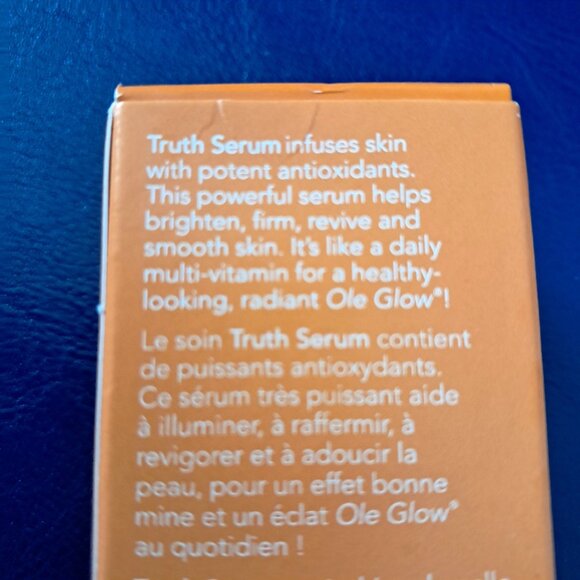 Truth Serum infuses skin
with potent antioxidants.
This powerful serum helps
brighten, firm, revive and
smooth skin. It's like a daily
multi-vitamin for a healthy-
looking, radiant Ole Glow®!
Le soin Truth Serum contient
de puissants antioxydants.
Ce sérum très puissant aide
à illuminer, à raffermir, à
revigorer et à adoucir la
peau, pour un effet bonne
mine et un éclat Ole Glow®
au quotidien !